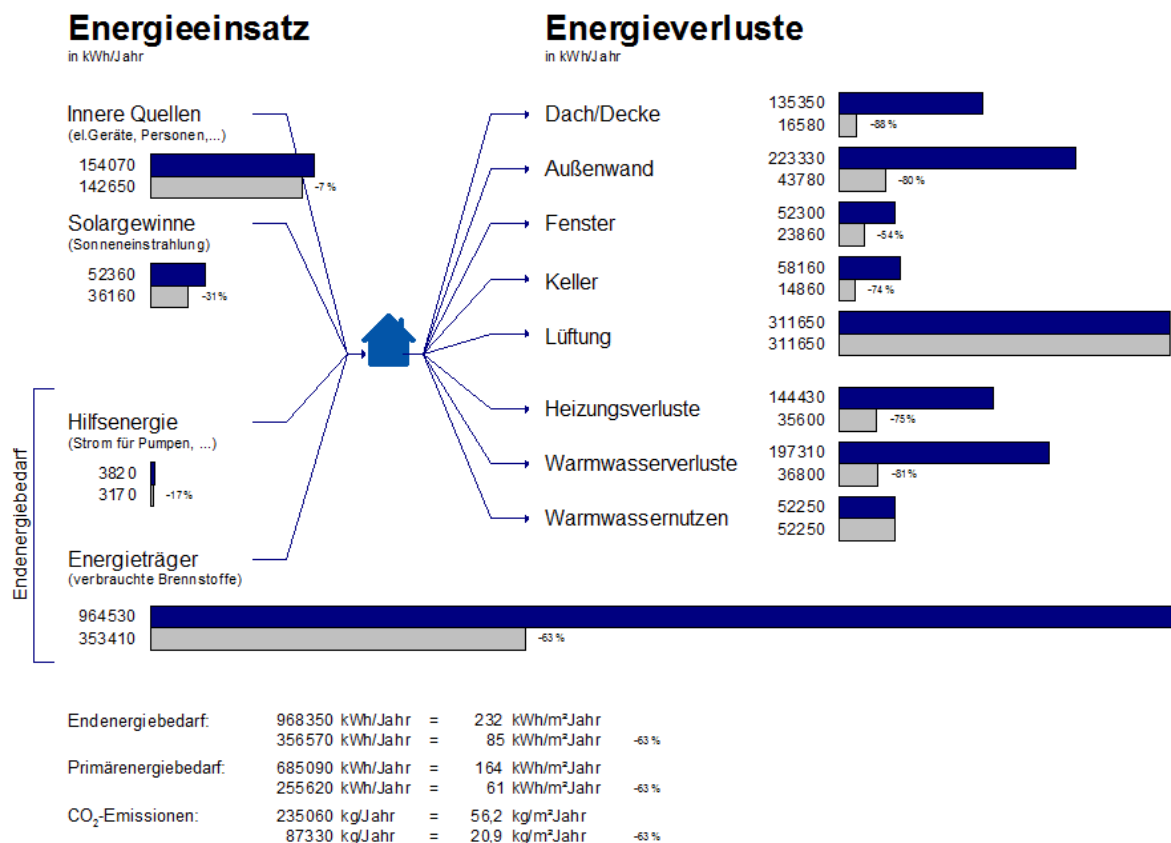 Energieeinsatz
in kWh/Jahr
Innere Quellen
(el.Geräte, Personen,...)
154070
142650
-7 %
Solargewinne
(Sonneneinstrahlung)
52360
36160
-31 %
Endenergiebedarf
Hilfsenergie
(Strom für Pumpen, ...)
3820
3170
-17 %
Energieträger
(verbrauchte Brennstoffe)
964530
353410
-63 %
Energieverluste
in kWh/Jahr
Dach/Decke
135350
16580
-88 %
Außenwand
223330
43780
-80 %
Fenster
52300
23860
-54 %
Keller
58160
14860
-74 %
Lüftung
311650
311650
Heizungsverluste
144430
35600
-75 %
Warmwasserverluste
197310
36800
-81 %
Warmwassernutzen
52250
52250
Endenergiebedarf: 968350 kWh/Jahr = 232 kWh/m²Jahr
356570 kWh/Jahr = 85 kWh/m²Jahr -63 %
Primärenergiebedarf: 685090 kWh/Jahr = 164 kWh/m²Jahr
255620 kWh/Jahr = 61 kWh/m²Jahr -63 %
CO₂-Emissionen: 235060 kg/Jahr = 56,2 kg/m²Jahr
87330 kg/Jahr = 20,9 kg/m²Jahr -63 %